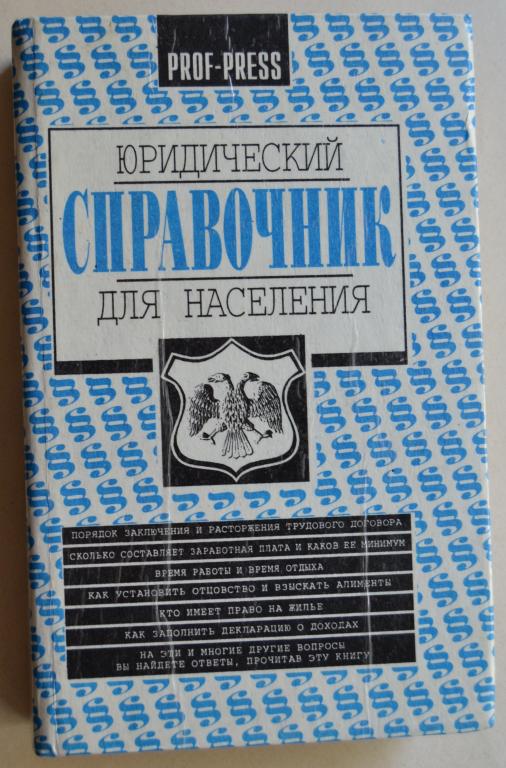 PROF-PRESS
ЮРИДИЧЕСКИЙ
СПРАВОЧНИК
ДЛЯ НАСЕЛЕНИЯ
ПОРЯДОК ЗАКЛЮЧЕНИЯ И РАСТОРЖЕНИЯ ТРУДОВОГО ДОГОВОРА
СКОЛЬКО СОСТАВЛЯЕТ ЗАРАБОТНАЯ ПЛАТА И КАКОВ ЕЕ МИНИМУМ
ВРЕМЯ РАБОТЫ И ВРЕМЯ ОТДЫХА
КАК УСТАНОВИТЬ ОТЦОВСТВО И ВЗЫСКАТЬ АЛИМЕНТЫ
КТО ИМЕЕТ ПРАВО НА ЖИЛЬЕ
КАК ЗАПОЛНИТЬ ДЕКЛАРАЦИЮ О ДОХОДАХ
НА ЭТИ И МНОГИЕ ДРУГИЕ ВОПРОСЫ
ВЫ НАЙДЕТЕ ОТВЕТЫ, ПРОЧИТАВ ЭТУ КНИГУ